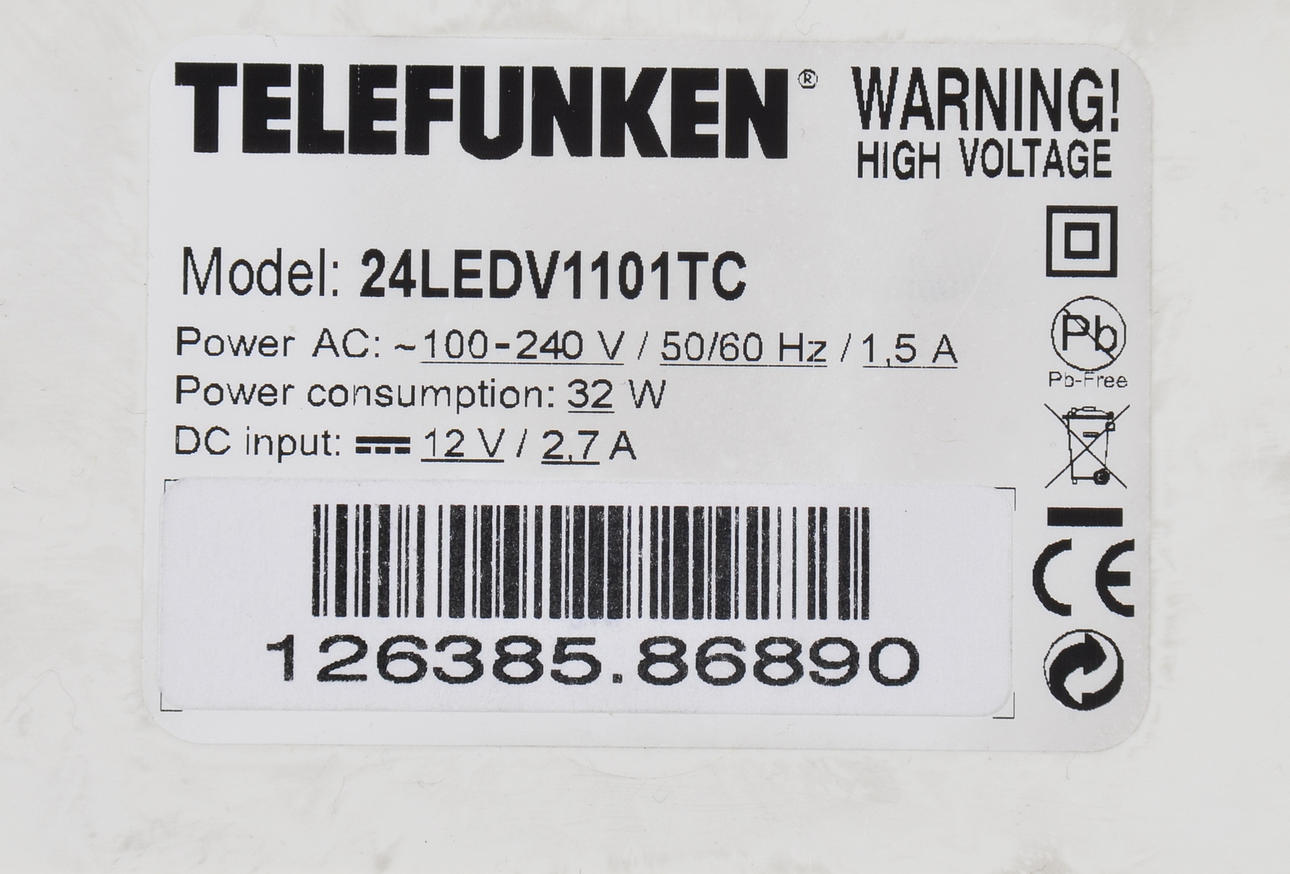 TELEFUNKEN®
WARNING!
HIGH VOLTAGE
Model: 24LEDV1101TC
Power AC: ~100-240 V / 50/60 Hz / 1,5 A
Power consumption: 32 W
DC input: 12 V / 2,7 A
Pb
Pb-Free
CE
126385.86890